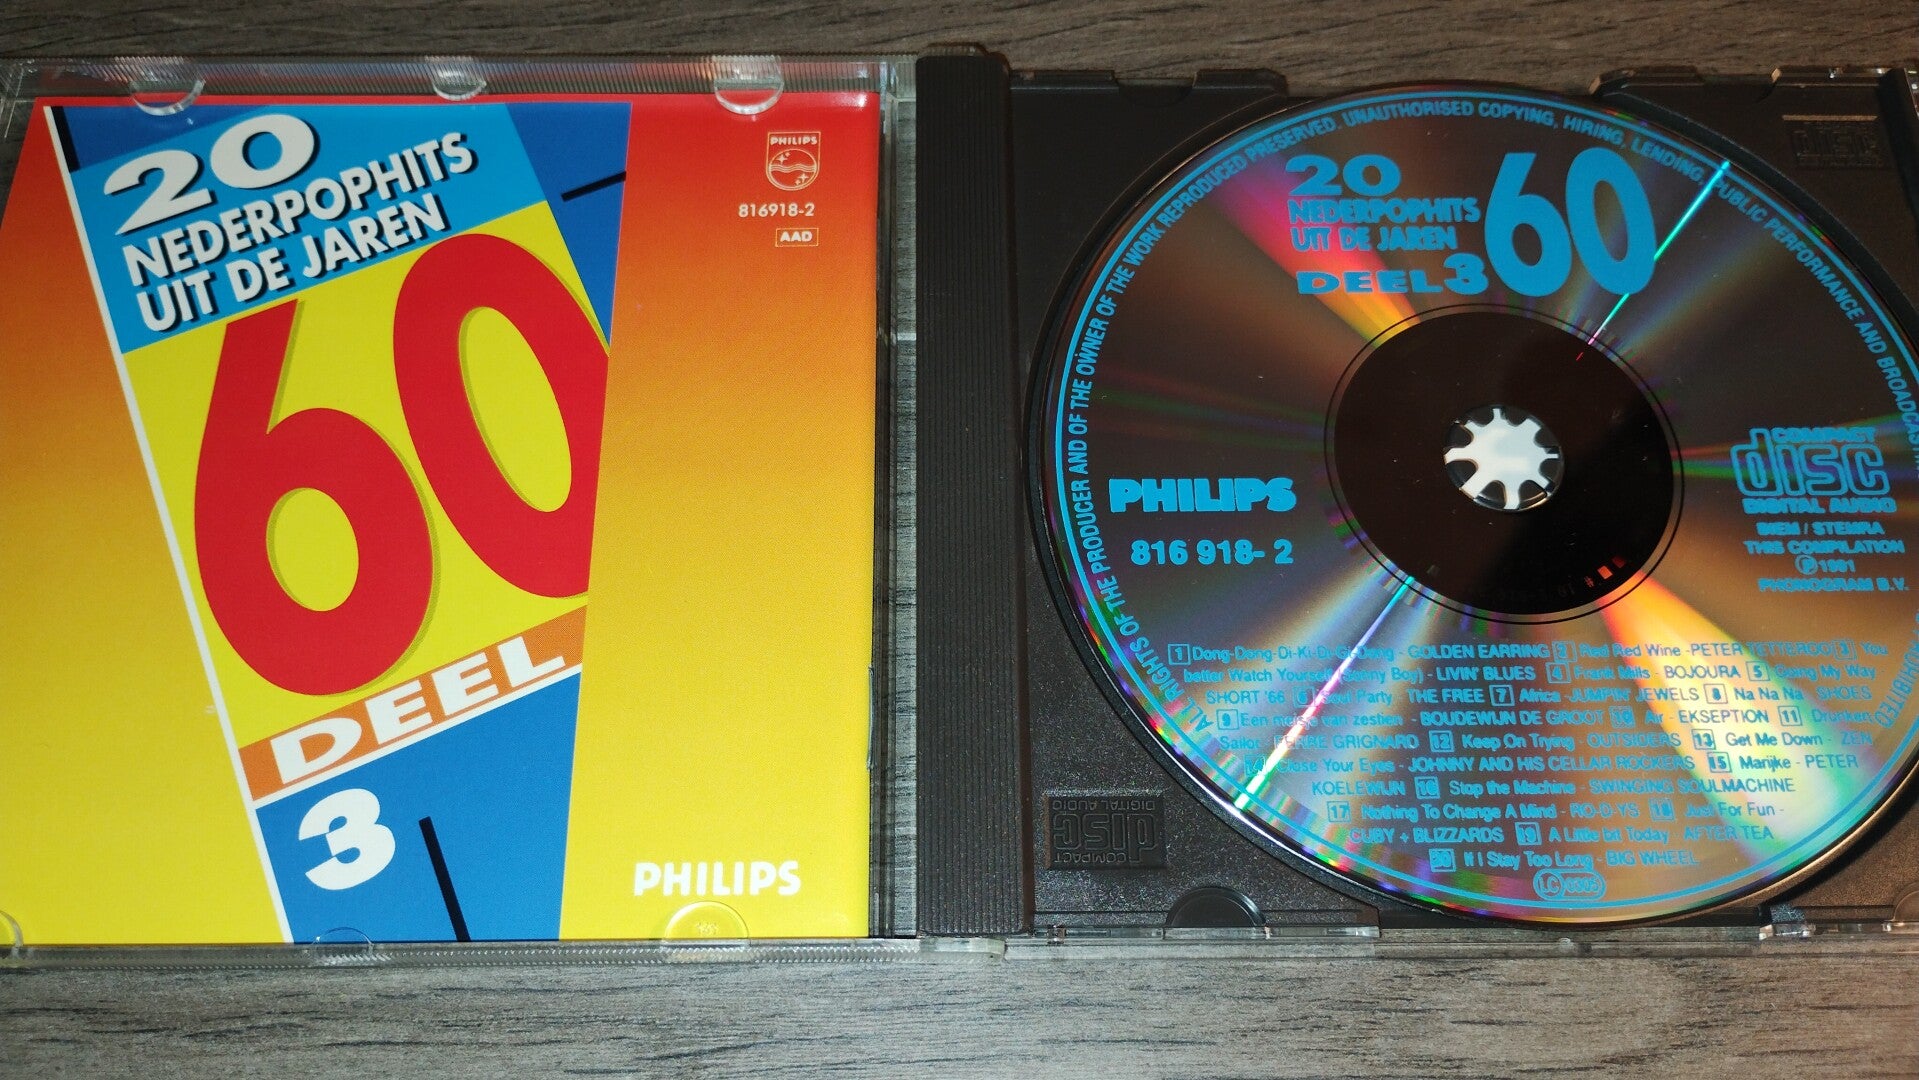 20
NEDERPOPHITS
UIT DE JAREN
60
DEEL
3
PHILIPS
816918-2
AAD
PHILIPS
ALL RIGHTS OF THE PRODUCER AND OF THE OWNER OF THE WORK REPRODUCED RESERVED. UNAUTHORISED COPYING, HIRING, LENDING, PUBLIC PERFORMANCE AND BROADCAS
20
NEDERPOPHITS
UIT DE JAREN
60
DEEL 3
PHILIPS
816 918-2
COMPACT
disc
DIGITAL AUDIO
BIEM / STEMRA
THIS COMPILATION
Ⓟ 1991
PHONOGRAM B.V.
1 Dong-Dong-Di-Ki-Di-Gi-Dong - GOLDEN EARRING 2 Red Red Wine - PETER TETTEROO 3 You
better Watch Yourself (Sonny Boy) - LIVIN' BLUES 4 Frank Mills - BOJOURA 5 Going My Way
SHORT '66 6 Soul Party THE FREE 7 Africa - JUMPIN' JEWELS 8 Na Na Na SHOES
9 Een meisje van zestien - BOUDEWIJN DE GROOT 10 Air - EKSEPTION 11 Drunken
Sailor - FERRE GRIGNARD 12 Keep On Trying - OUTSIDERS 13 Get Me Down - ZEN
14 Close Your Eyes - JOHNNY AND HIS CELLAR ROCKERS 15 Marijke - PETER
KOELEWIJN 16 Stop the Machine - SWINGING SOULMACHINE
17 Nothing To Change A Mind - RO-D-YS 18 Just For Fun -
CUBY + BLIZZARDS 19 A Little bit Today - AFTER TEA
20 If I Stay Too Long - BIG WHEEL
LC 0305
COMPACT
disc
DIGITAL AUDIO